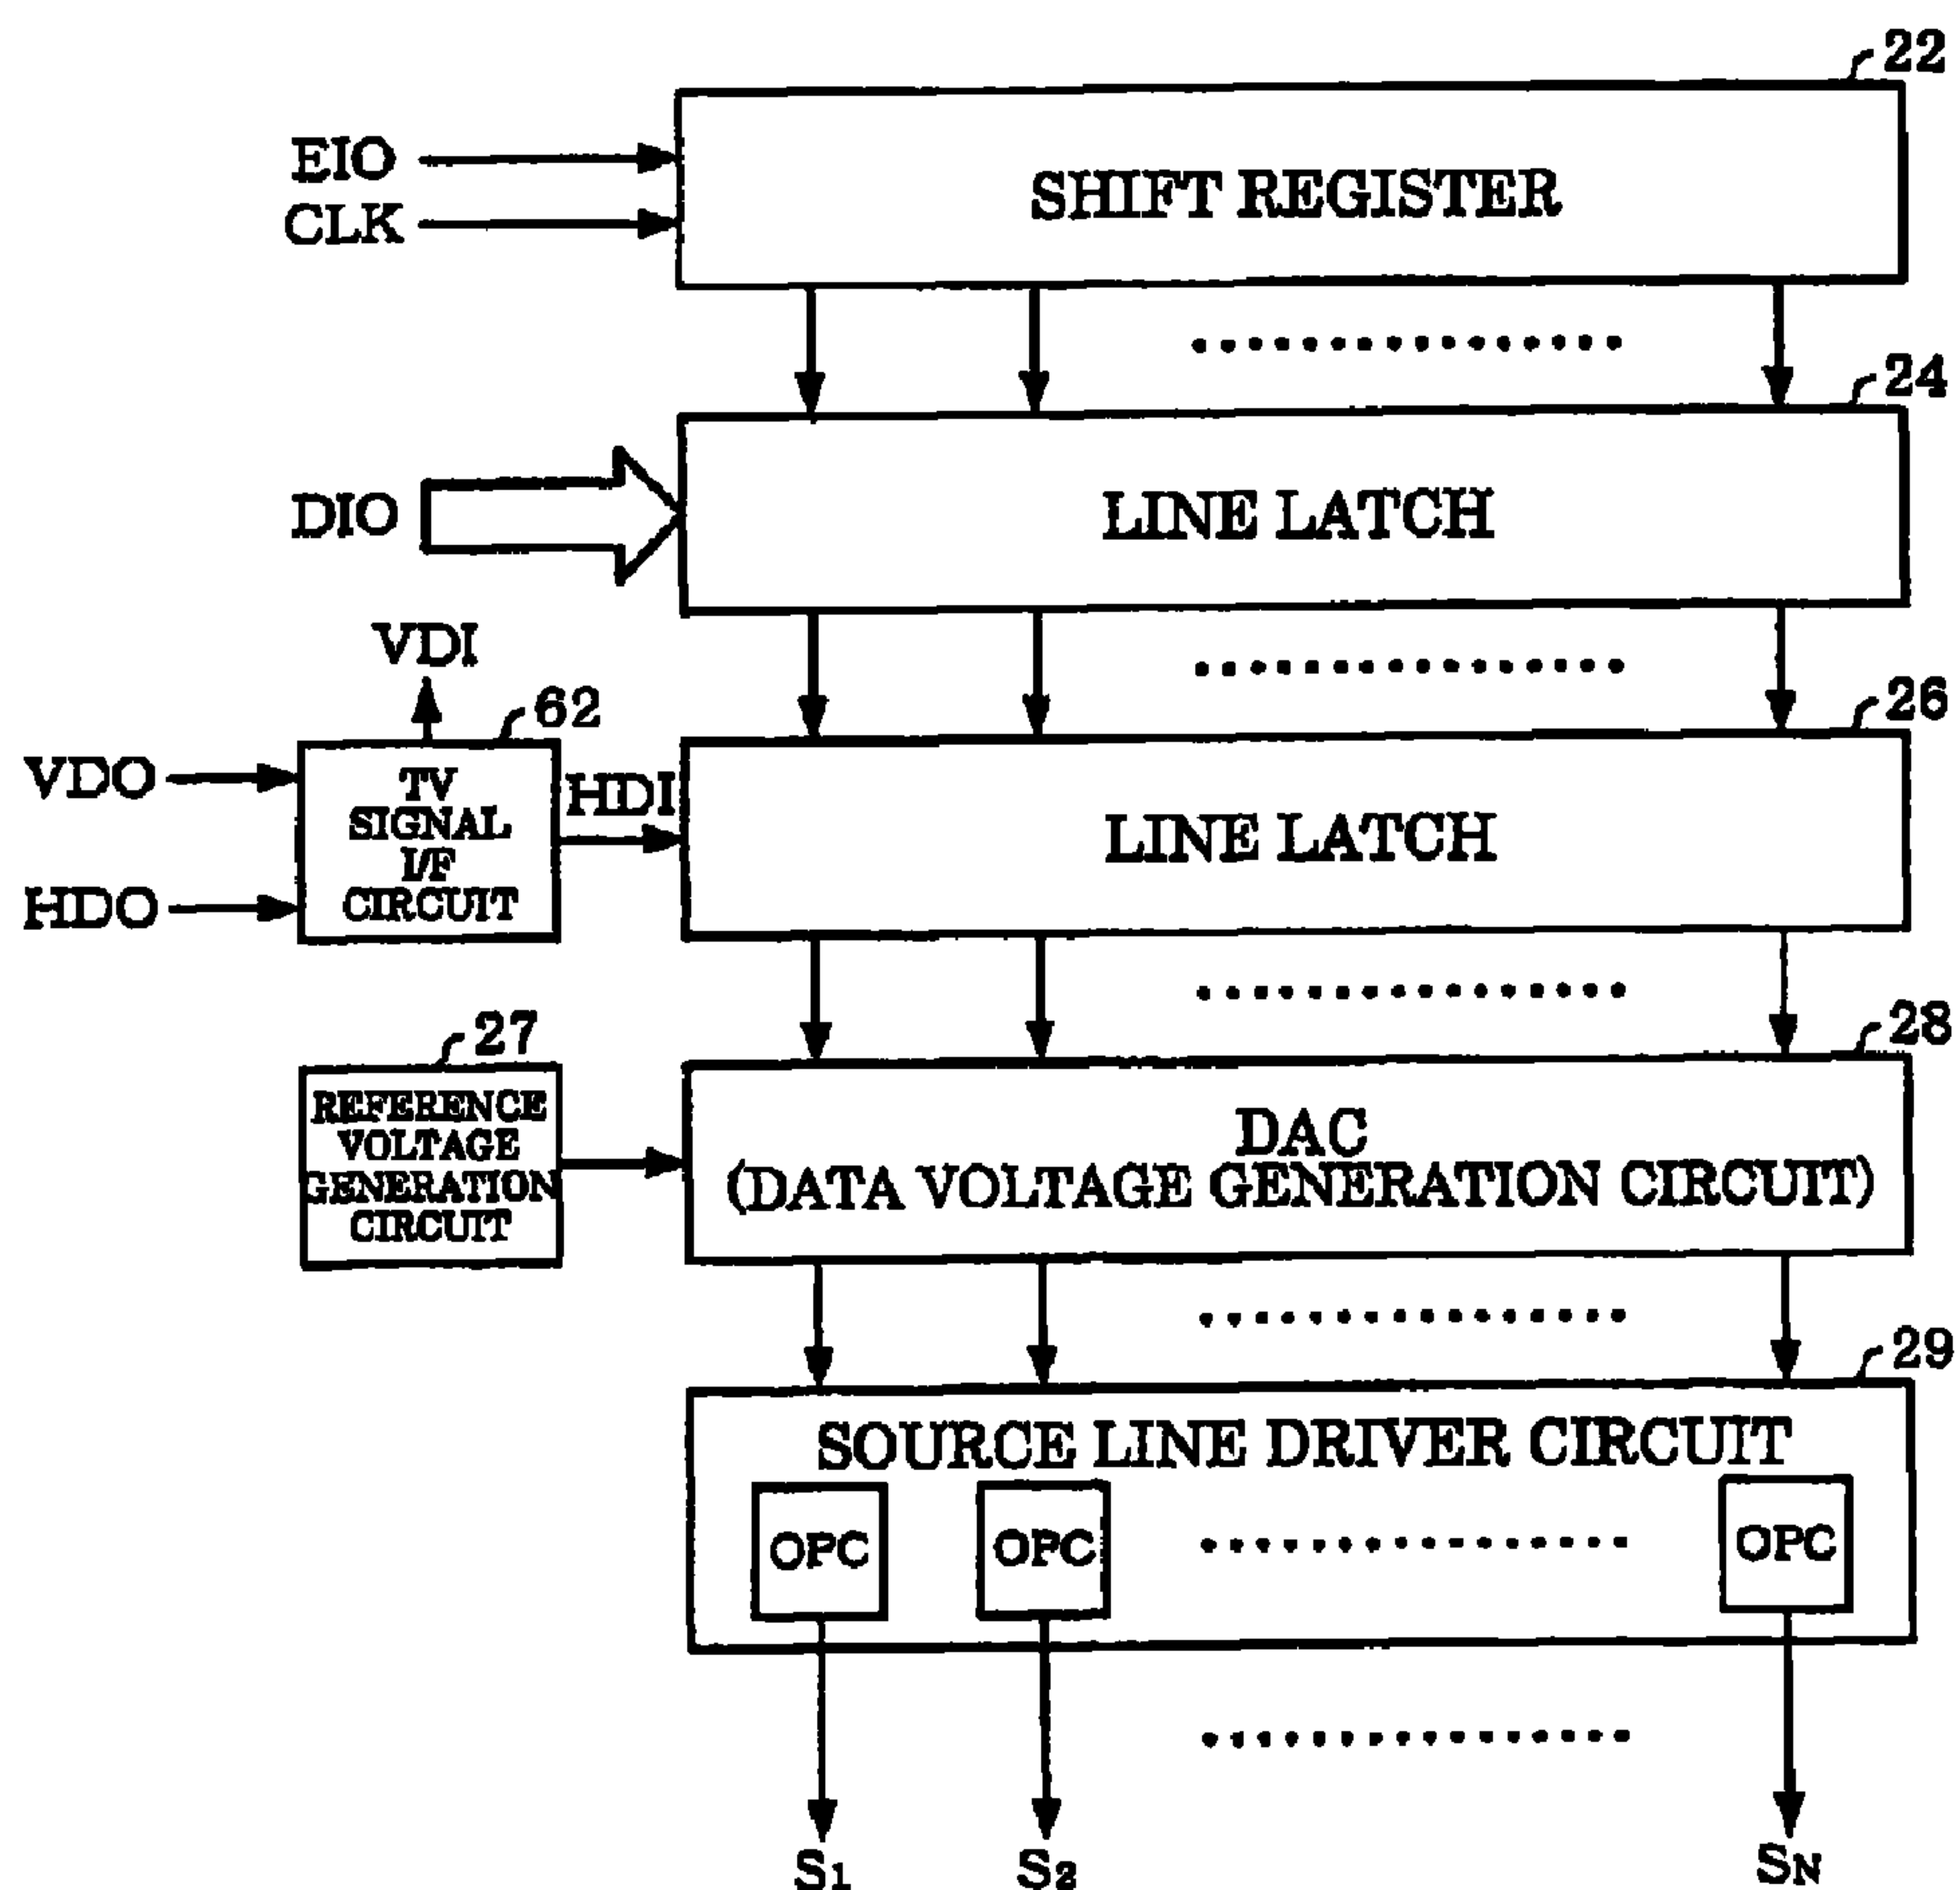 22
EIO
SHIFT REGISTER
CLK
24
DIO
LINE LATCH
VDI
62
26
VDO
TV
SIGNAL
I/F
CIRCUIT
HDI
LINE LATCH
HDO
27
28
REFERENCE
VOLTAGE
GENERATION
CIRCUIT
DAC
(DATA VOLTAGE GENERATION CIRCUIT)
29
SOURCE LINE DRIVER CIRCUIT
OPC
OPC
OPC
S1
S2
SN